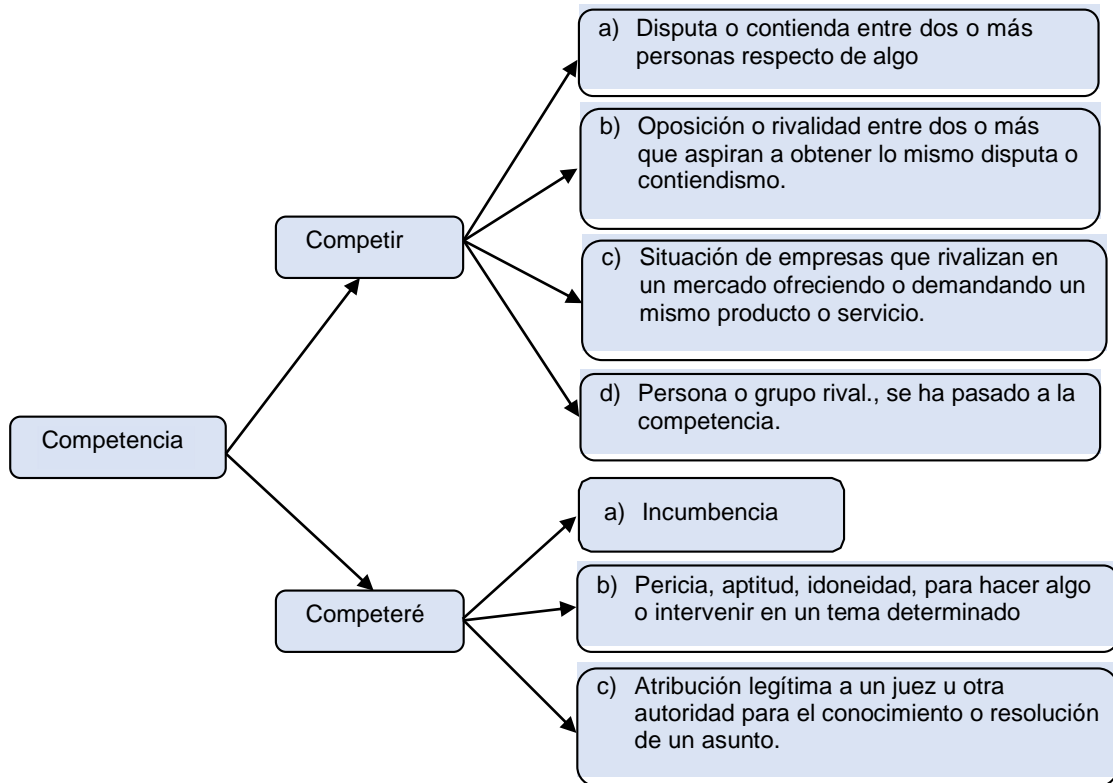 a) Disputa o contienda entre dos o más
personas respecto de algo
b) Oposición o rivalidad entre dos o más
que aspiran a obtener lo mismo disputa o
contiendismo.
Competir
c) Situación de empresas que rivalizan en
un mercado ofreciendo o demandando un
mismo producto o servicio.
d) Persona o grupo rival., se ha pasado a la
competencia.
Competencia
a) Incumbencia
b) Pericia, aptitud, idoneidad, para hacer algo
o intervenir en un tema determinado
Competeré
c) Atribución legítima a un juez u otra
autoridad para el conocimiento o resolución
de un asunto.